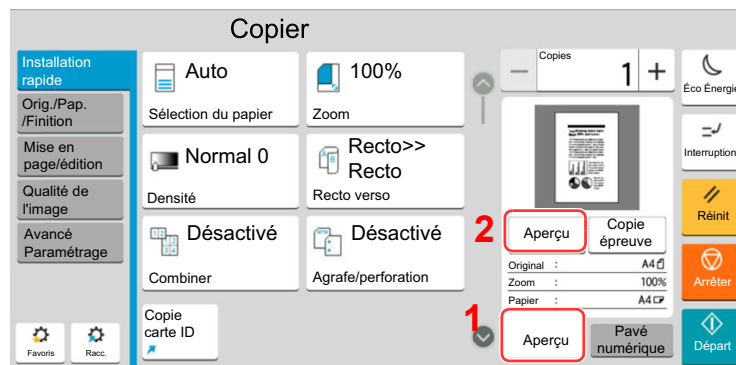 Copier
Installation
rapide
Orig./Pap.
/Finition
Mise en
page/édition
Qualité de
l'image
Avancé
Paramétrage
Favoris
Racc.
Auto
Sélection du papier
100%
Zoom
Normal 0
Densité
Recto>>
Recto
Recto verso
Désactivé
Combiner
Désactivé
Agrafe/perforation
Copie
carte ID
Copies
1
2
Aperçu
Copie
épreuve
Original : A4
Zoom : 100%
Papier : A4
1
Aperçu
Pavé
numérique
Éco Énergie
Interruption
Réinit
Arrêter
Départ